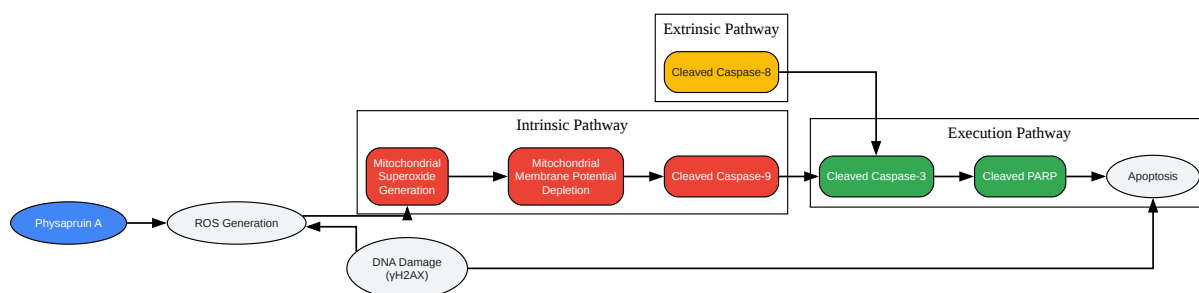 Extrinsic Pathway
Cleaved Caspase-8
Intrinsic Pathway
Mitochondrial
Superoxide
Generation
Mitochondrial
Membrane Potential
Depletion
Cleaved Caspase-9
Execution Pathway
Cleaved Caspase-3
Cleaved PARP
Apoptosis
Physapruin A
ROS Generation
DNA Damage
(γH2AX)